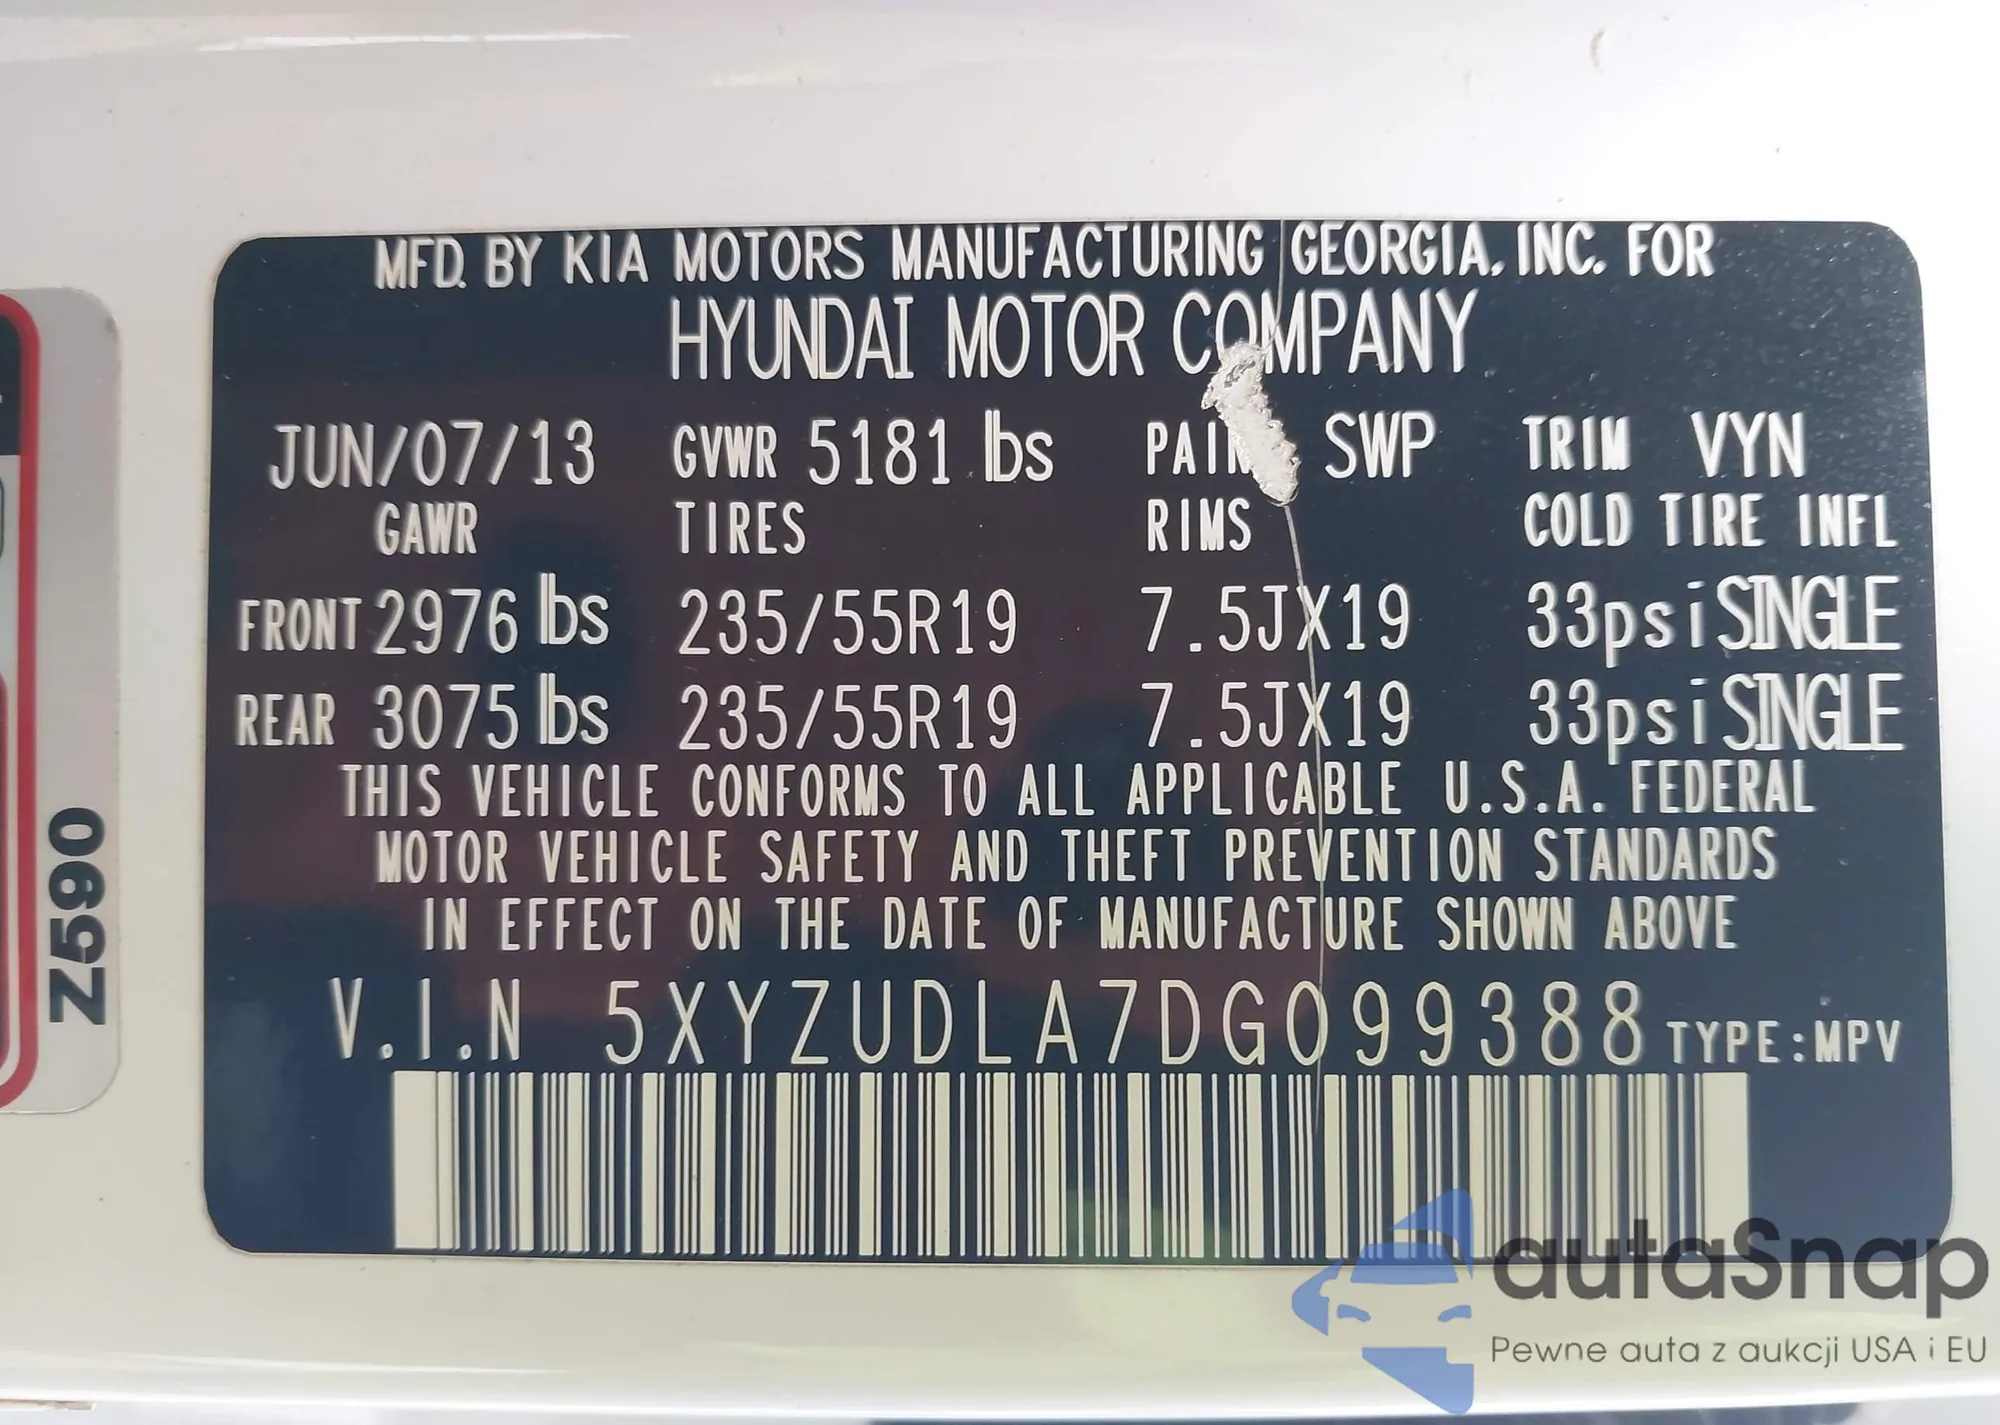 MFD. BY KIA MOTORS MANUFACTURING GEORGIA, INC. FOR
HYUNDAI MOTOR COMPANY
JUN/07/13 GVWR 5181 lbs PAINT SWP TRIM VYN
GAWR TIRES RIMS COLD TIRE INFL
FRONT 2976 lbs 235/55R19 7.5JX19 33psi SINGLE
REAR 3075 lbs 235/55R19 7.5JX19 33psi SINGLE
THIS VEHICLE CONFORMS TO ALL APPLICABLE U.S.A. FEDERAL
MOTOR VEHICLE SAFETY AND THEFT PREVENTION STANDARDS
IN EFFECT ON THE DATE OF MANUFACTURE SHOWN ABOVE
V.I.N 5XYZUDLA7DG099388 TYPE:MPV
Z590
autaSnap
Pewne auta z aukcji USA i EU